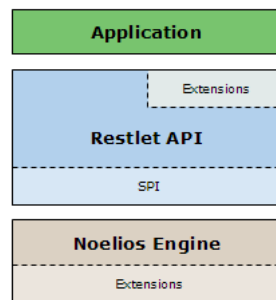 Application
Extensions
Restlet API
SPI
Noelios Engine
Extensions